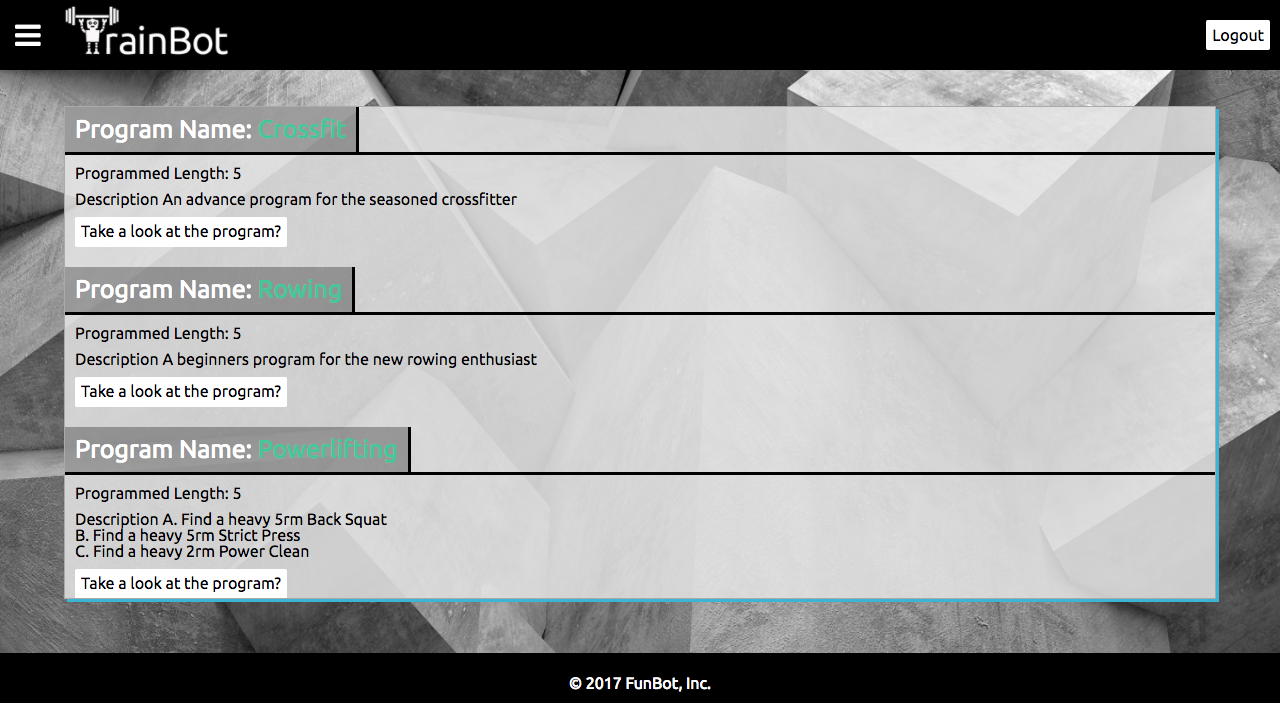 TrainBot
Logout
Program Name: Crossfit
Programmed Length: 5
Description An advance program for the seasoned crossfitter
Take a look at the program?
Program Name: Rowing
Programmed Length: 5
Description A beginners program for the new rowing enthusiast
Take a look at the program?
Program Name: Powerlifting
Programmed Length: 5
Description A. Find a heavy 5rm Back Squat
B. Find a heavy 5rm Strict Press
C. Find a heavy 2rm Power Clean
Take a look at the program?
© 2017 FunBot, Inc.